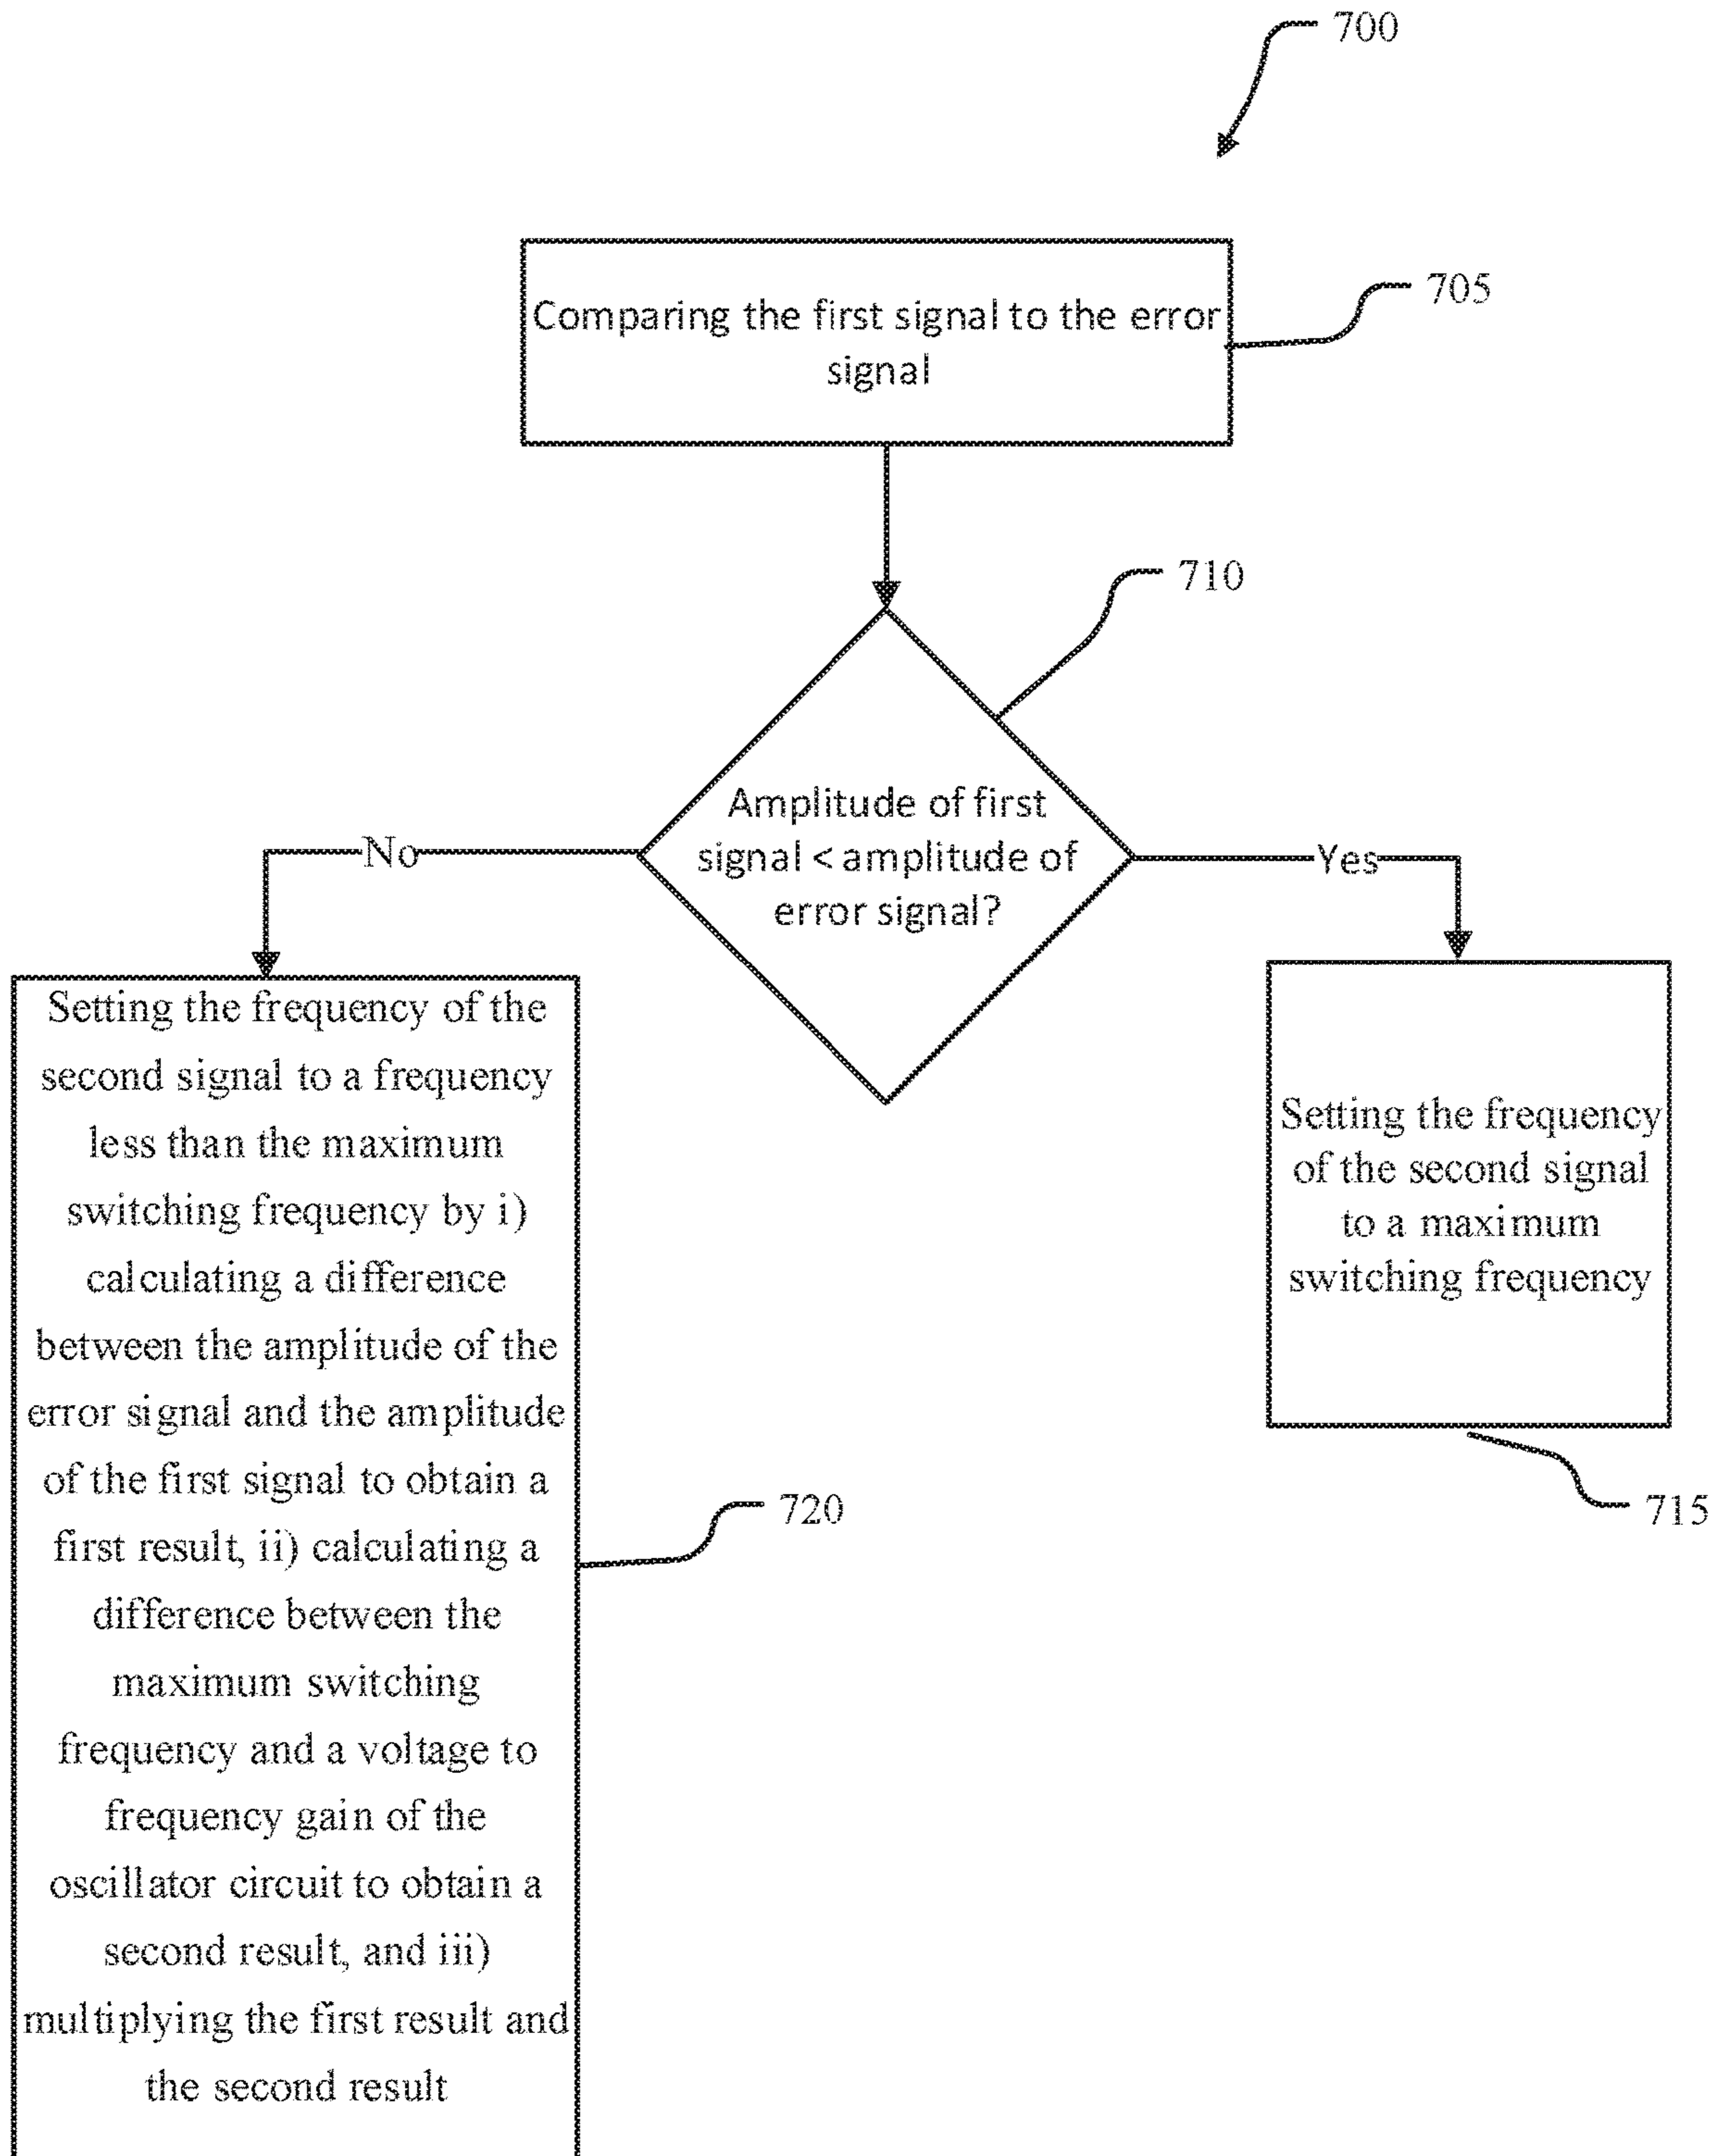 700
Comparing the first signal to the error
signal
705
710
Amplitude of first
signal < amplitude of
error signal?
No
Yes
Setting the frequency of the
second signal to a frequency
less than the maximum
switching frequency by i)
calculating a difference
between the amplitude of the
error signal and the amplitude
of the first signal to obtain a
first result, ii) calculating a
difference between the
maximum switching
frequency and a voltage to
frequency gain of the
oscillator circuit to obtain a
second result, and iii)
multiplying the first result and
the second result
720
Setting the frequency
of the second signal
to a maximum
switching frequency
715